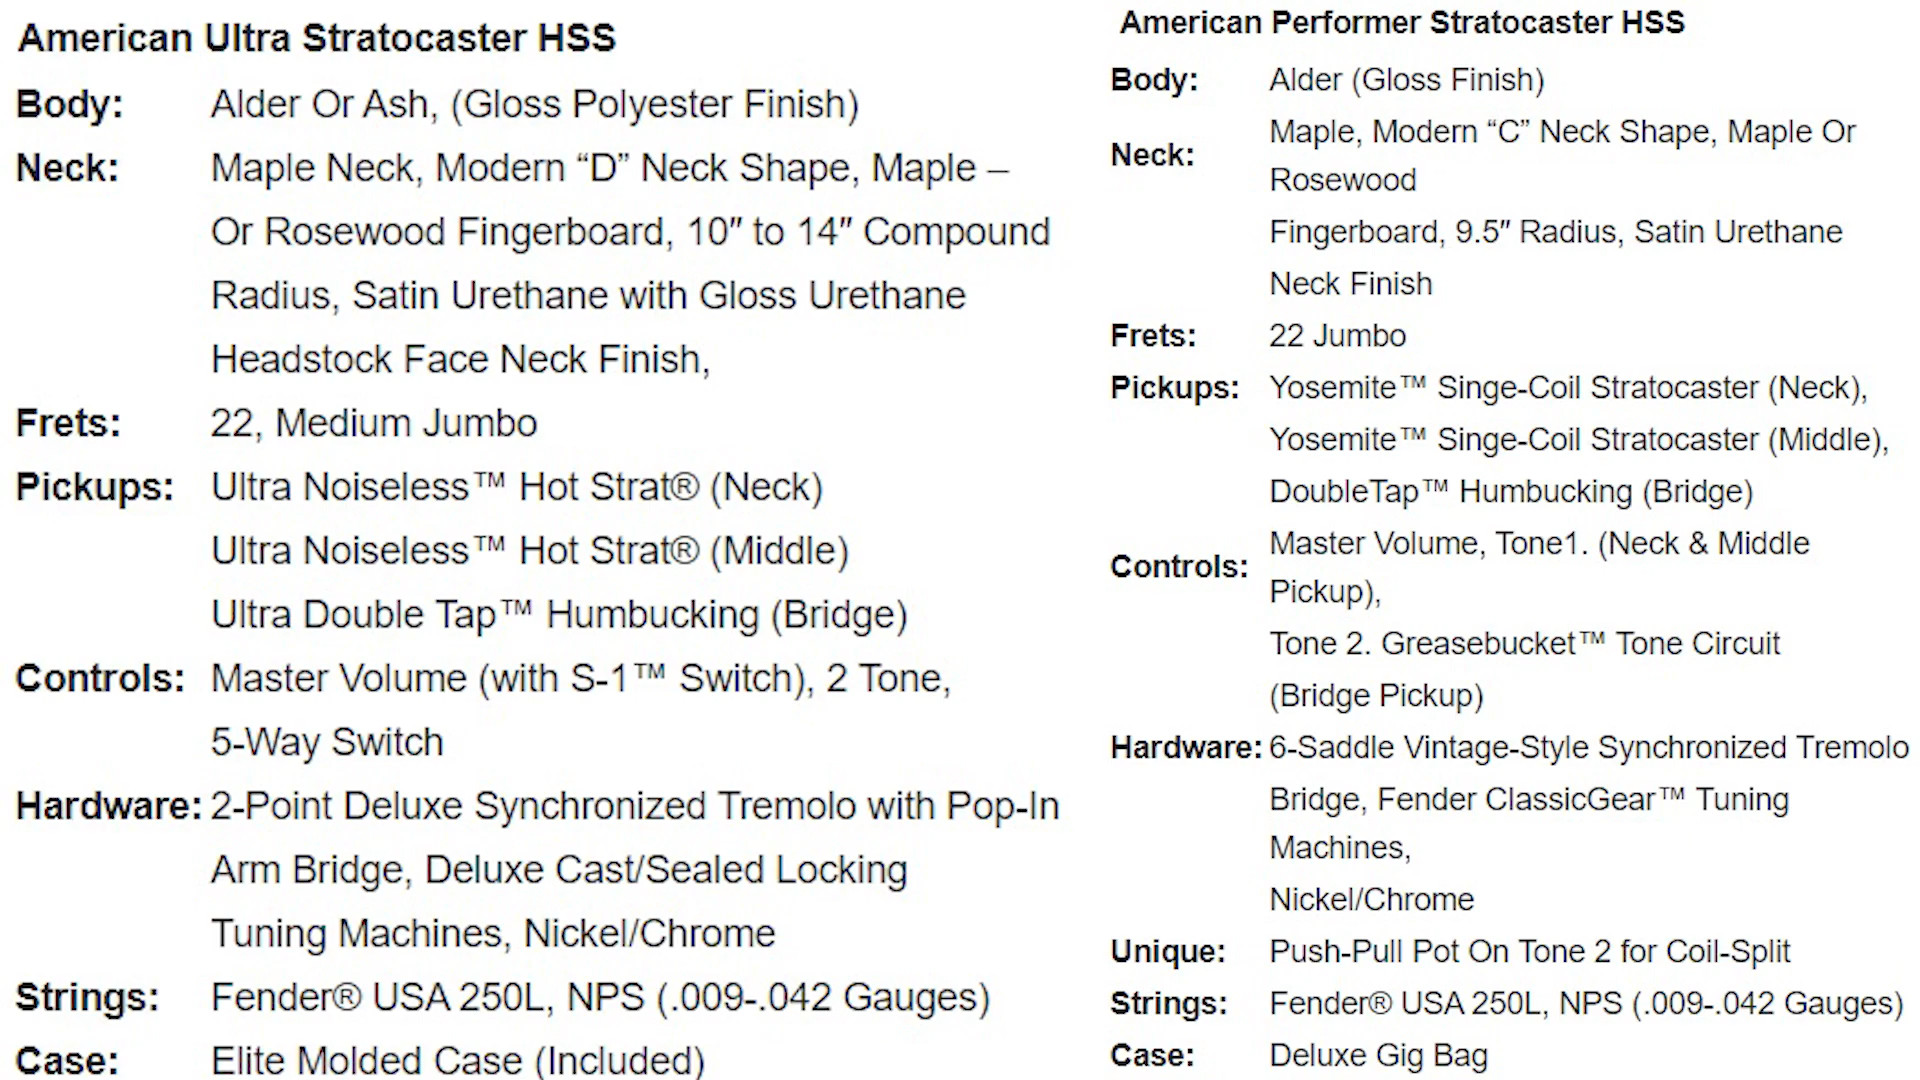 American Ultra Stratocaster HSS
Body: Alder Or Ash, (Gloss Polyester Finish)
Neck: Maple Neck, Modern “D” Neck Shape, Maple –
Or Rosewood Fingerboard, 10″ to 14″ Compound
Radius, Satin Urethane with Gloss Urethane
Headstock Face Neck Finish,
Frets: 22, Medium Jumbo
Pickups: Ultra Noiseless™ Hot Strat® (Neck)
Ultra Noiseless™ Hot Strat® (Middle)
Ultra Double Tap™ Humbucking (Bridge)
Controls: Master Volume (with S-1™ Switch), 2 Tone,
5-Way Switch
Hardware: 2-Point Deluxe Synchronized Tremolo with Pop-In
Arm Bridge, Deluxe Cast/Sealed Locking
Tuning Machines, Nickel/Chrome
Strings: Fender® USA 250L, NPS (.009-.042 Gauges)
Case: Elite Molded Case (Included)
American Performer Stratocaster HSS
Body: Alder (Gloss Finish)
Neck: Maple, Modern “C” Neck Shape, Maple Or
Rosewood
Fingerboard, 9.5″ Radius, Satin Urethane
Neck Finish
Frets: 22 Jumbo
Pickups: Yosemite™ Singe-Coil Stratocaster (Neck),
Yosemite™ Singe-Coil Stratocaster (Middle),
DoubleTap™ Humbucking (Bridge)
Controls: Master Volume, Tone1. (Neck & Middle
Pickup),
Tone 2. Greasebucket™ Tone Circuit
(Bridge Pickup)
Hardware: 6-Saddle Vintage-Style Synchronized Tremolo
Bridge, Fender ClassicGear™ Tuning
Machines,
Nickel/Chrome
Unique: Push-Pull Pot On Tone 2 for Coil-Split
Strings: Fender® USA 250L, NPS (.009-.042 Gauges)
Case: Deluxe Gig Bag